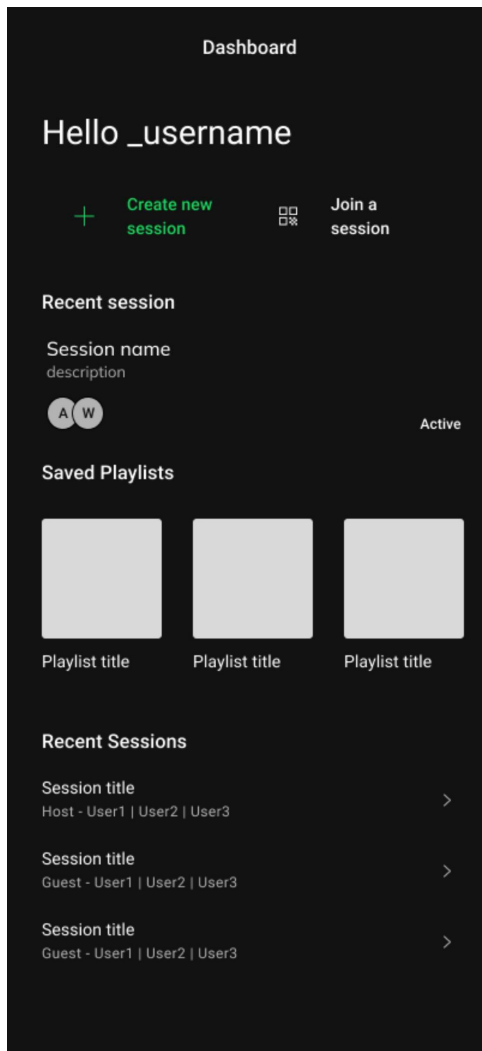 Dashboard
Hello _username
Create new
session
Join a
session
Recent session
Session name
description
A W
Active
Saved Playlists
Playlist title Playlist title Playlist title
Recent Sessions
Session title
Host - User1 | User2 | User3
Session title
Guest - User1 | User2 | User3
Session title
Guest - User1 | User2 | User3